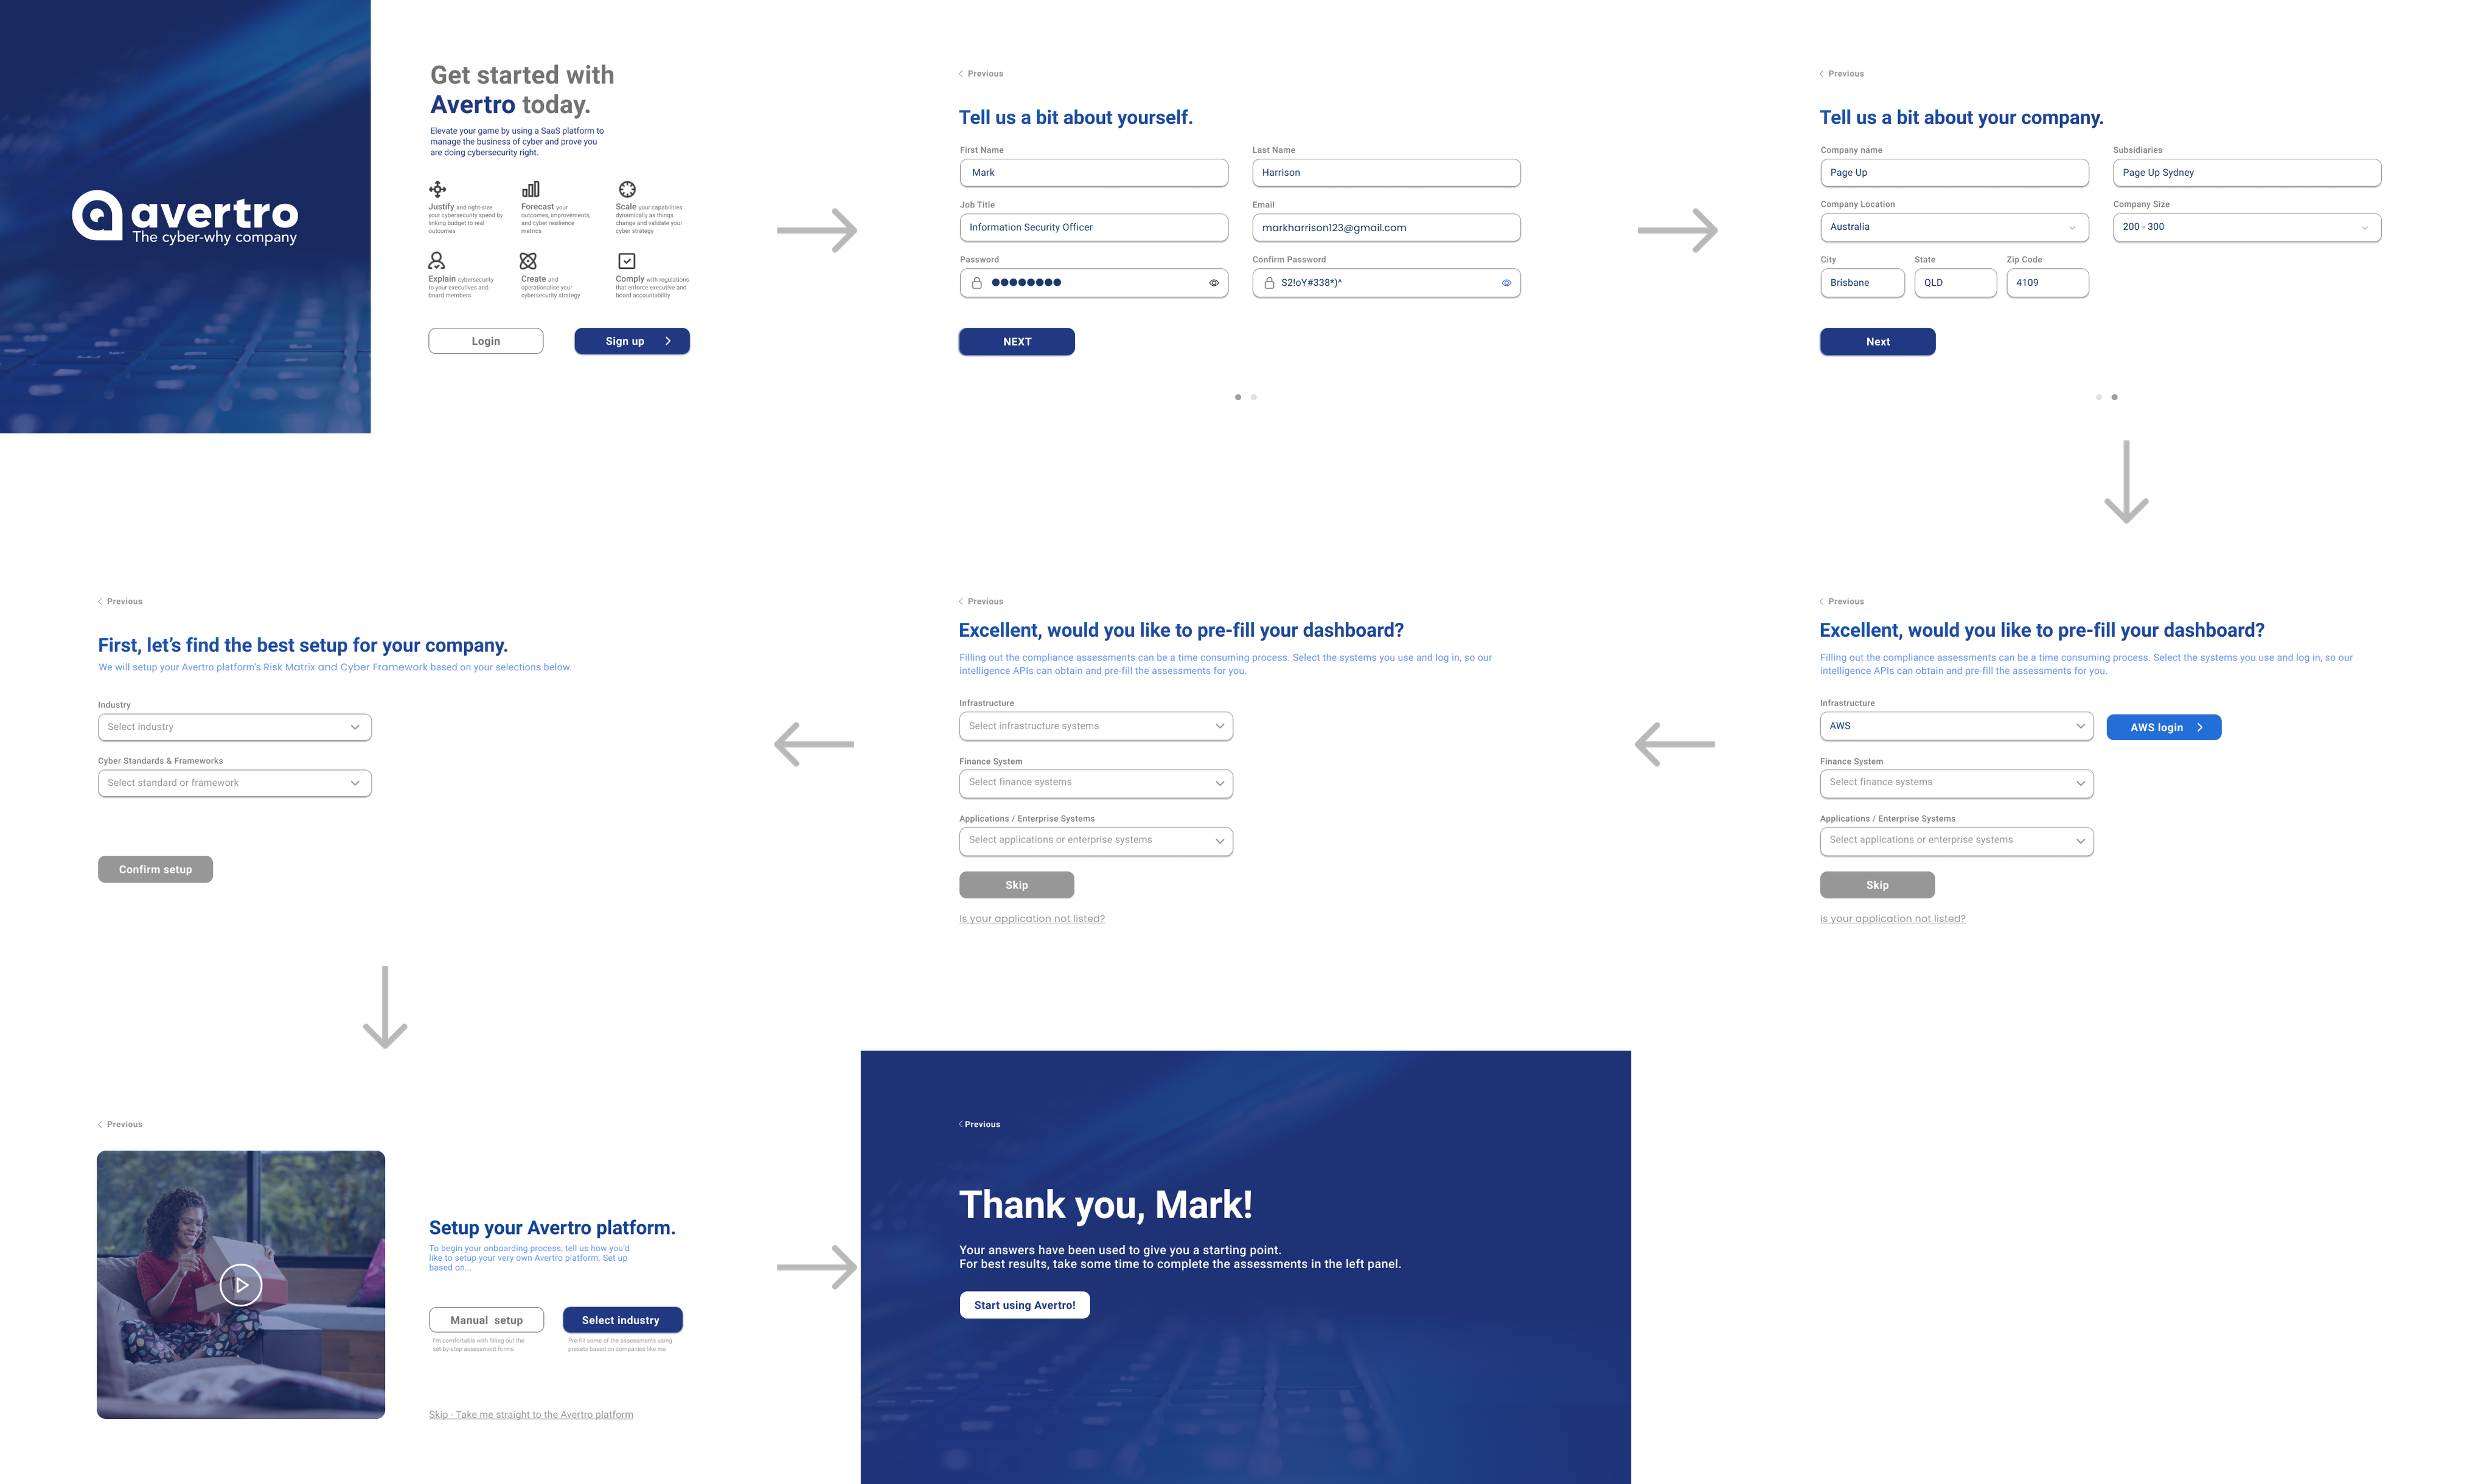 avertro
The cyber-why company
Get started with
Avertro today.
Elevate your game by using a SaaS platform to
manage the business of cyber and prove you
are doing cybersecurity right.
Justify and right-size
your cybersecurity spend by
linking budget to real
outcomes
Forecast your
outcomes, improvements,
and cyber resilience
metrics
Scale your capabilities
dynamically as things
change and validate your
cyber strategy
Explain cybersecurity
to your executives and
board members
Create and
operationalise your
cybersecurity strategy
Comply with regulations
that enforce executive and
board accountability
Login
Sign up
Previous
Tell us a bit about yourself.
First Name
Last Name
Mark
Harrison
Job Title
Email
Information Security Officer
markharrison123@gmail.com
Password
Confirm Password
S2!oY#338*)^
NEXT
Previous
Tell us a bit about your company.
Company name
Subsidiaries
Page Up
Page Up Sydney
Company Location
Company Size
Australia
200 - 300
City
State
Zip Code
Brisbane
QLD
4109
Next
Previous
Excellent, would you like to pre-fill your dashboard?
Filling out the compliance assessments can be a time consuming process. Select the systems you use and log in, so our
intelligence APIs can obtain and pre-fill the assessments for you.
Infrastructure
AWS
AWS login
Finance System
Select finance systems
Applications / Enterprise Systems
Select applications or enterprise systems
Skip
Is your application not listed?
Previous
Excellent, would you like to pre-fill your dashboard?
Filling out the compliance assessments can be a time consuming process. Select the systems you use and log in, so our
intelligence APIs can obtain and pre-fill the assessments for you.
Infrastructure
Select infrastructure systems
Finance System
Select finance systems
Applications / Enterprise Systems
Select applications or enterprise systems
Skip
Is your application not listed?
Previous
First, let's find the best setup for your company.
We will setup your Avertro platform's Risk Matrix and Cyber Framework based on your selections below.
Industry
Select industry
Cyber Standards & Frameworks
Select standard or framework
Confirm setup
Previous
Setup your Avertro platform.
To begin your onboarding process, tell us how you'd
like to setup your very own Avertro platform. Set up
based on...
Manual setup
Select industry
I'm comfortable with filling out the
set-by-step assessment forms
Pre-fill some of the assessments using
presets based on companies like me
Skip - Take me straight to the Avertro platform
Previous
Thank you, Mark!
Your answers have been used to give you a starting point.
For best results, take some time to complete the assessments in the left panel.
Start using Avertro!